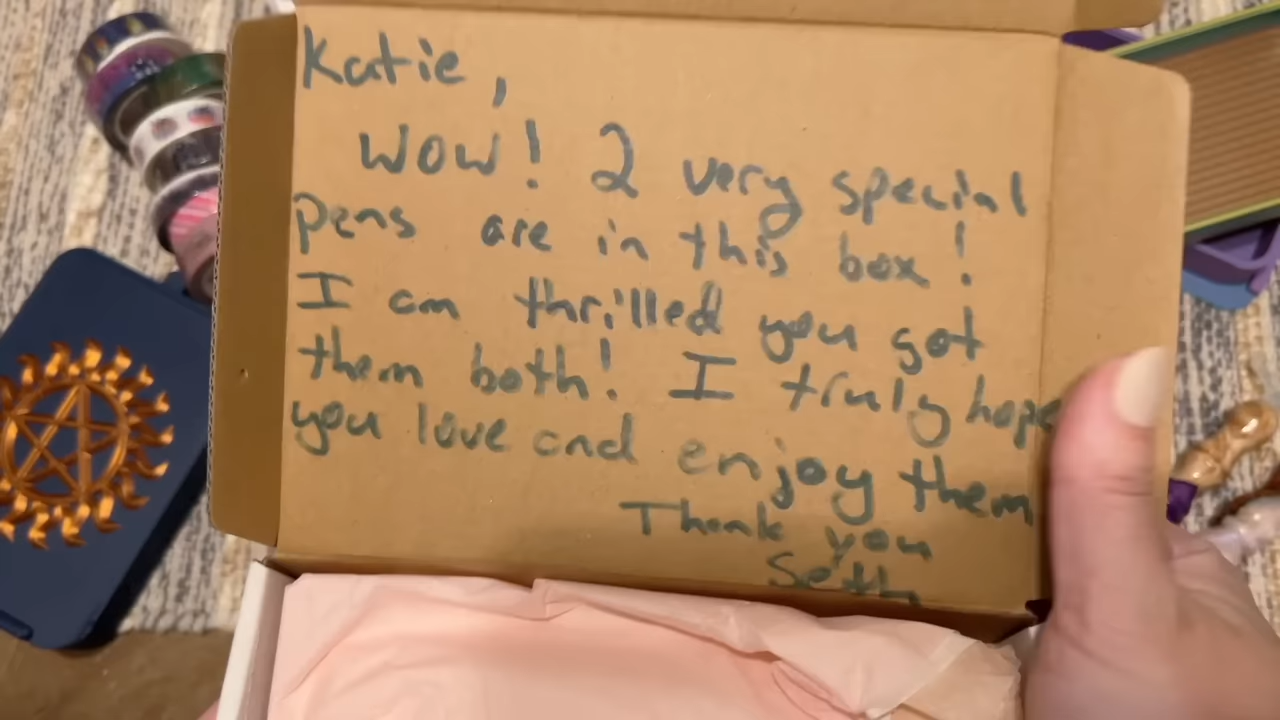 Katie,
WOW! 2 very special
pens are in this box!
I am thrilled you got
them both! I truly hope
you love and enjoy them
Thank you
Seth